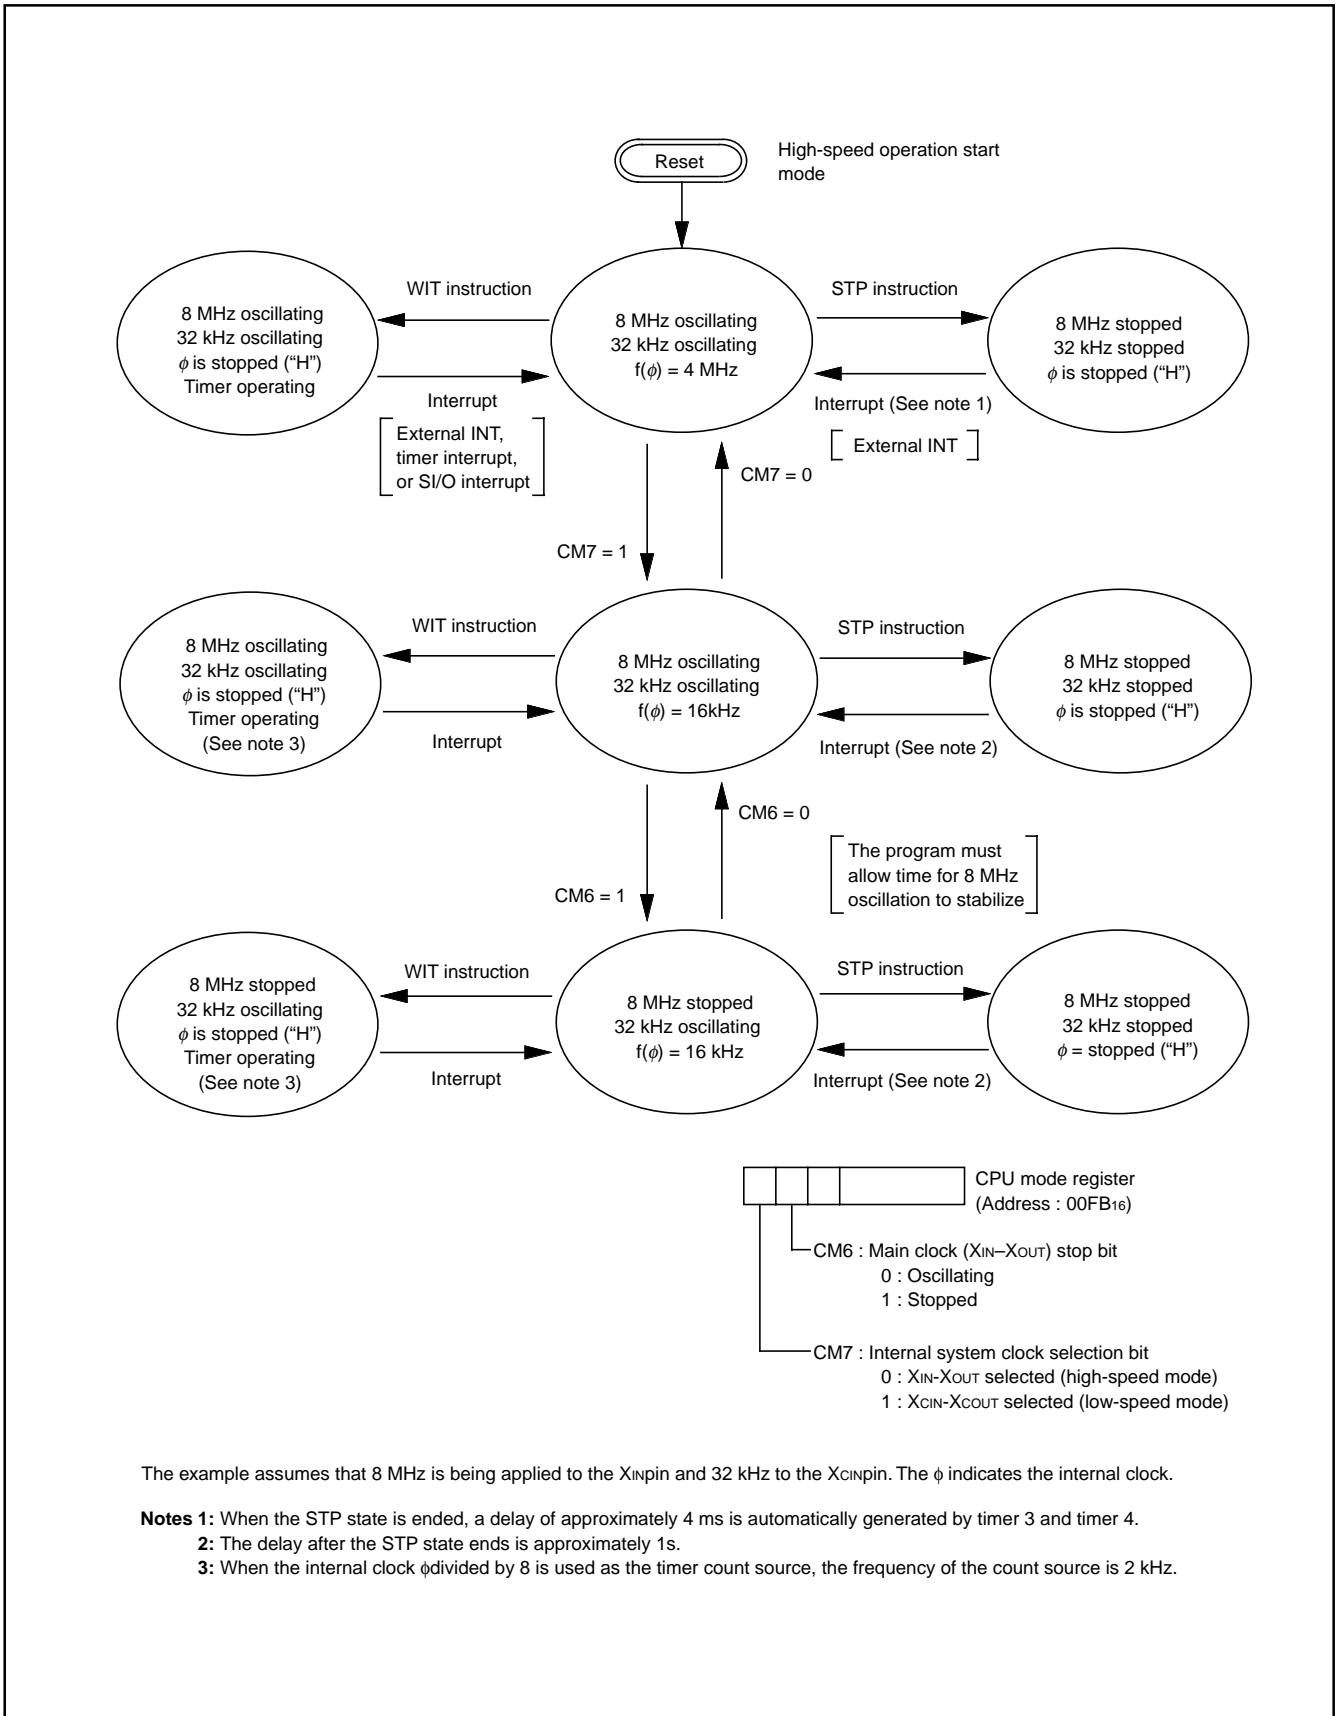 Reset
High-speed operation start
mode
WIT instruction
STP instruction
8 MHz oscillating
32 kHz oscillating
ϕ is stopped (“H”)
Timer operating
8 MHz oscillating
32 kHz oscillating
f(ϕ) = 4 MHz
8 MHz stopped
32 kHz stopped
ϕ is stopped (“H”)
Interrupt
External INT,
timer interrupt,
or SI/O interrupt
Interrupt (See note 1)
External INT
CM7 = 0
CM7 = 1
WIT instruction
STP instruction
8 MHz oscillating
32 kHz oscillating
ϕ is stopped (“H”)
Timer operating
(See note 3)
8 MHz oscillating
32 kHz oscillating
f(ϕ) = 16kHz
8 MHz stopped
32 kHz stopped
ϕ is stopped (“H”)
Interrupt
Interrupt (See note 2)
CM6 = 0
The program must
allow time for 8 MHz
oscillation to stabilize
CM6 = 1
WIT instruction
STP instruction
8 MHz stopped
32 kHz oscillating
ϕ is stopped (“H”)
Timer operating
(See note 3)
8 MHz stopped
32 kHz oscillating
f(ϕ) = 16 kHz
8 MHz stopped
32 kHz stopped
ϕ = stopped (“H”)
Interrupt
Interrupt (See note 2)
CPU mode register
(Address : 00FB16)
CM6 : Main clock (XIN–XOUT) stop bit
0 : Oscillating
1 : Stopped
CM7 : Internal system clock selection bit
0 : XIN-XOUT selected (high-speed mode)
1 : XCIN-XCOUT selected (low-speed mode)
The example assumes that 8 MHz is being applied to the XINpin and 32 kHz to the XCINpin. The ϕ indicates the internal clock.
Notes 1: When the STP state is ended, a delay of approximately 4 ms is automatically generated by timer 3 and timer 4.
2: The delay after the STP state ends is approximately 1s.
3: When the internal clock ϕdivided by 8 is used as the timer count source, the frequency of the count source is 2 kHz.